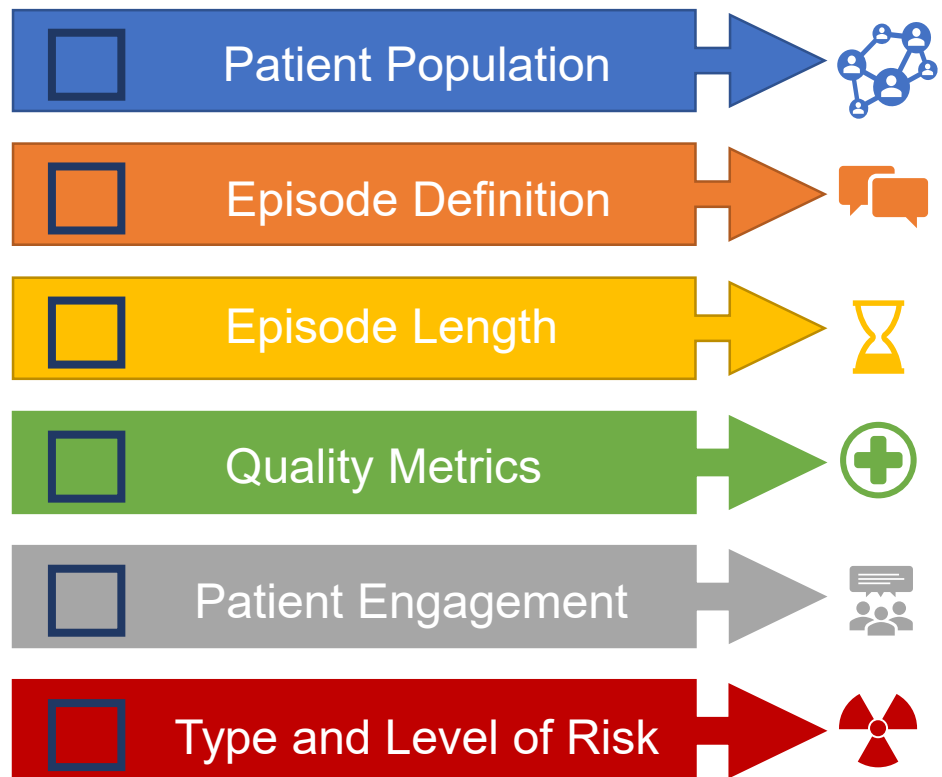 Patient Population
Episode Definition
Episode Length
Quality Metrics
Patient Engagement
Type and Level of Risk